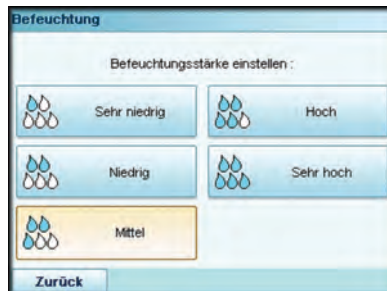 Befeuchtung
Befeuchtungsstärke einstellen :
Sehr niedrig
Hoch
Niedrig
Sehr hoch
Mittel
Zurück